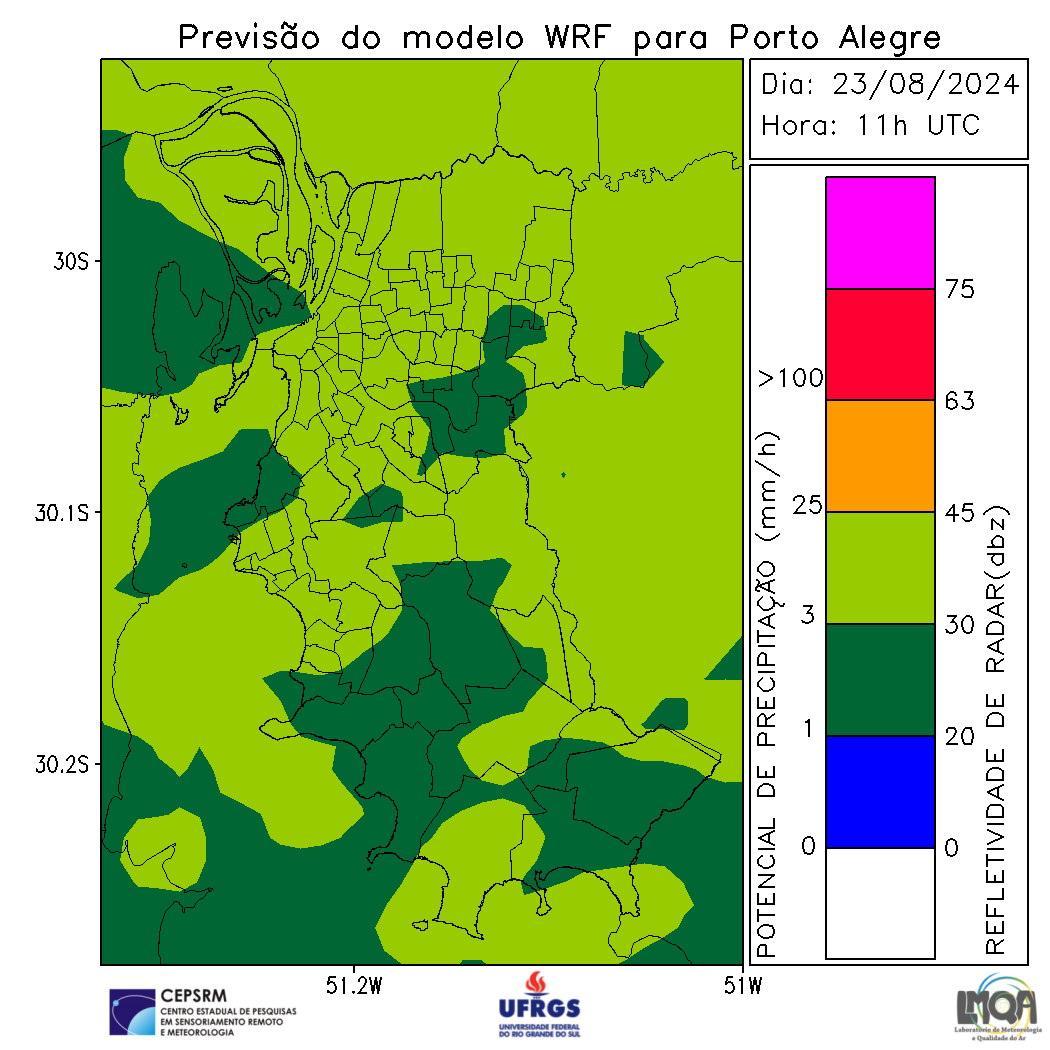 Previsão do modelo WRF para Porto Alegre
Dia: 23/08/2024
Hora: 11h UTC
30S
30.1S
30.2S
51.2W
51W
POTENCIAL DE PRECIPITAÇÃO (mm/h)
>100
25
3
1
0
75
63
45
30
20
0
REFLETIVIDADE DE RADAR(dbz)
CEPSRM
CENTRO ESTADUAL DE PESQUISAS
EM SENSORIAMENTO REMOTO
E METEOROLOGIA
UFRGS
UNIVERSIDADE FEDERAL
DO RIO GRANDE DO SUL
LMQA
Laboratório de Meteorologia
e Qualidade do Ar